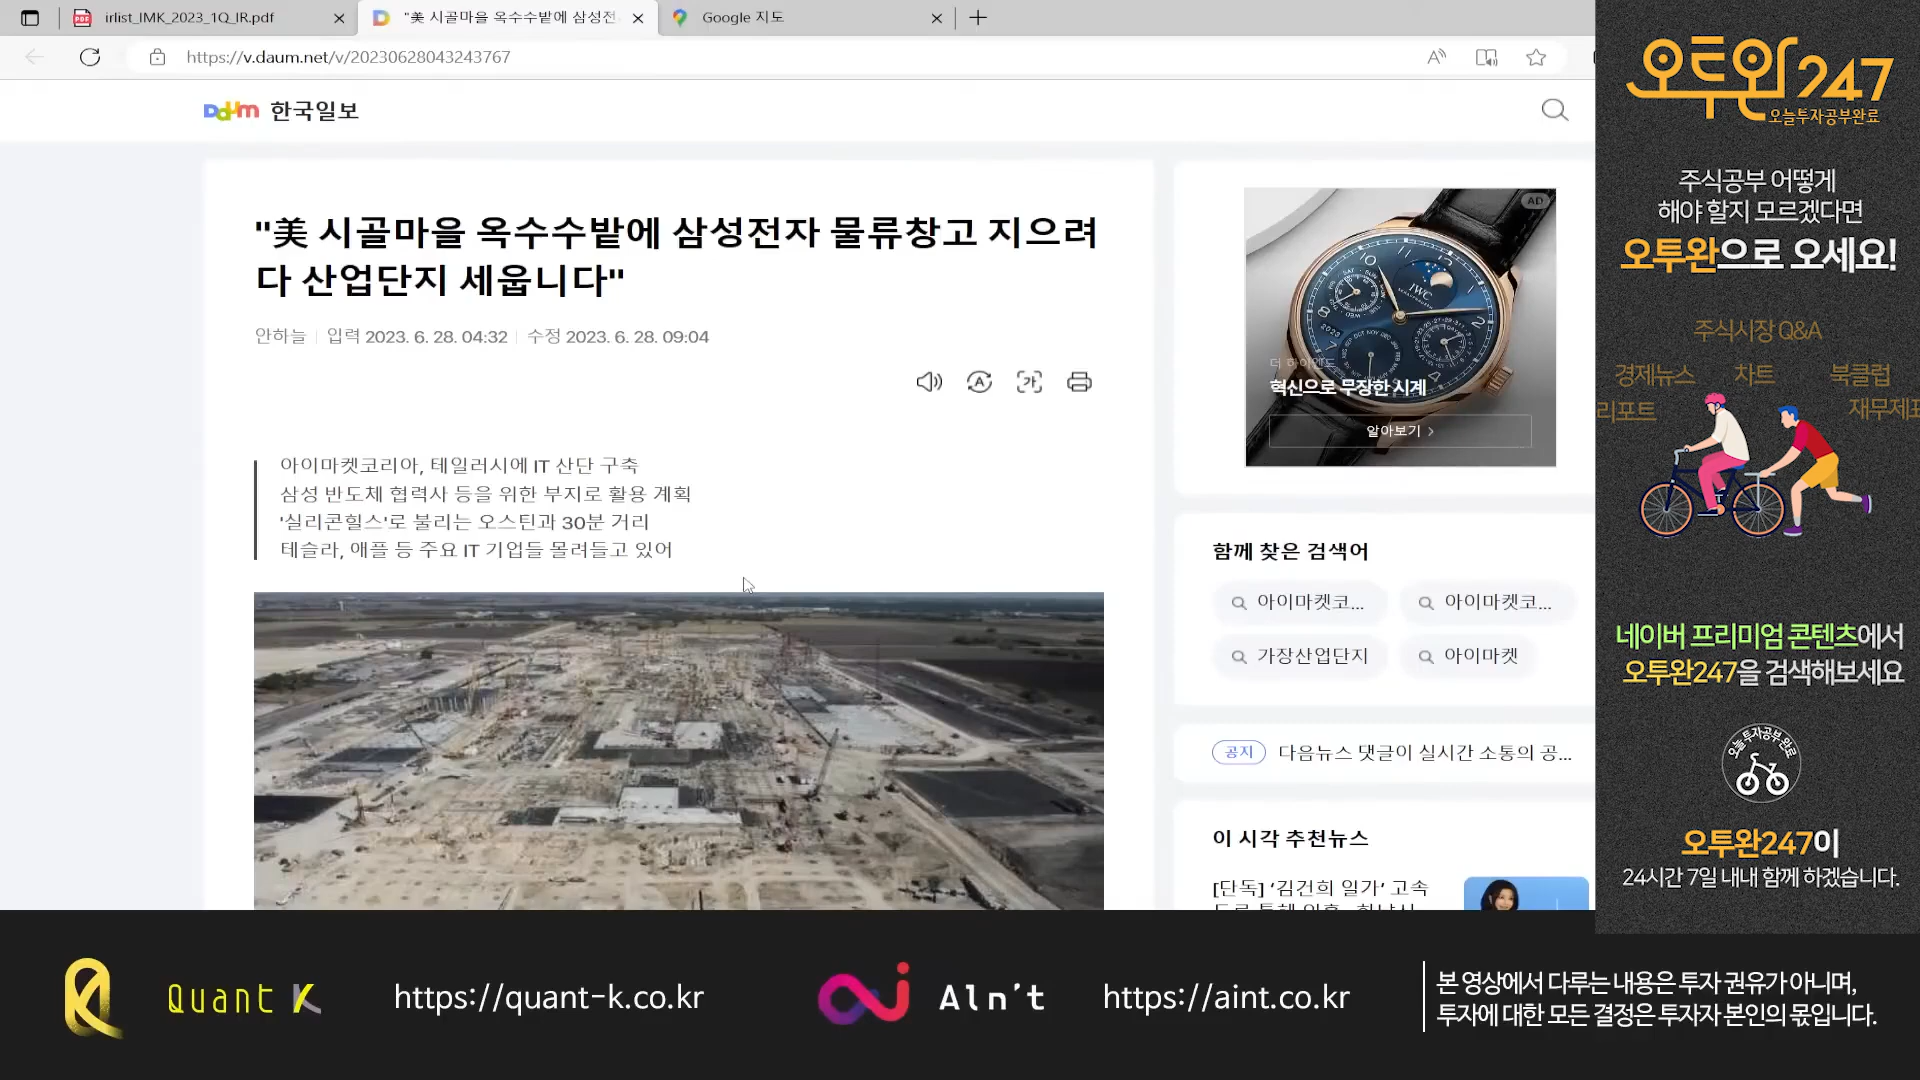 irlist_IMK_2023_1Q_IR.pdf
"美 시골마을 옥수수밭에 삼성전
Google 지도
https://v.daum.net/v/20230628043243767
Daum 한국일보
"美 시골마을 옥수수밭에 삼성전자 물류창고 지으려
다 산업단지 세웁니다"
안하늘 입력 2023. 6. 28. 04:32 수정 2023. 6. 28. 09:04
아이마켓코리아, 테일러시에 IT 산단 구축
삼성 반도체 협력사 등을 위한 부지로 활용 계획
'실리콘힐스'로 불리는 오스틴과 30분 거리
테슬라, 애플 등 주요 IT 기업들 몰려들고 있어
AD
IWC
더 하이엔드
혁신으로 무장한 시계
알아보기 >
함께 찾은 검색어
아이마켓코...
아이마켓코...
가장산업단지
아이마켓
공지 다음뉴스 댓글이 실시간 소통의 공...
이 시각 추천뉴스
[단독] ‘김건희 일가’ 고속
오투완247
오늘투자공부완료
주식공부 어떻게
해야 할지 모르겠다면
오투완으로 오세요!
주식시장 Q&A
경제뉴스 차트 북클럽
리포트 재무제표
네이버 프리미엄 콘텐츠에서
오투완247을 검색해보세요
오늘 투자공부 완료
오투완247이
24시간 7일 내내 함께 하겠습니다.
Quant K
https://quant-k.co.kr
AIn't
https://aint.co.kr
본 영상에서 다루는 내용은 투자 권유가 아니며,
투자에 대한 모든 결정은 투자자 본인의 몫입니다.